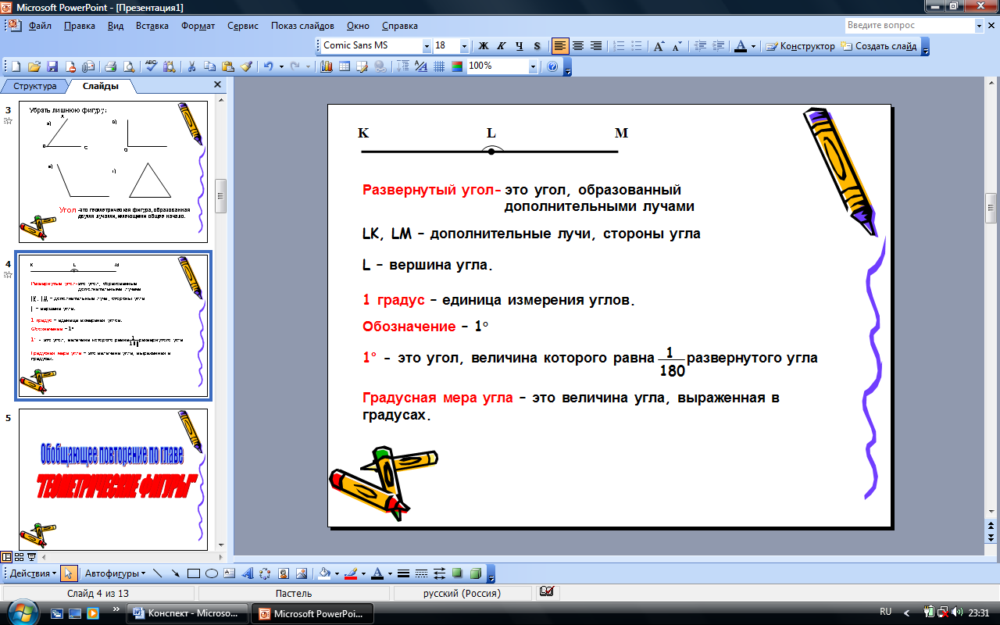 Microsoft PowerPoint - [Презентация1]
Файл Правка Вид Вставка Формат Сервис Показ слайдов Окно Справка
Введите вопрос
Comic Sans MS 18 Ж К Ч S Конструктор Создать слайд
100%
Структура Слайды
3
Убрать лишнюю фигуру:
а) A б)
B C O
в) г)
Угол -это геометрическая фигура, образованная
двумя лучами, имеющими общее начало.
4
K L M
Развернутый угол-это угол, образованный
дополнительными лучами
LK, LM – дополнительные лучи, стороны угла
L – вершина угла.
1 градус – единица измерения углов.
Обозначение – 1°
1° – это угол, величина которого равна 1/180 развернутого угла
Градусная мера угла – это величина угла, выраженная в
градусах.
5
Обобщающее повторение по главе
"ГЕОМЕТРИЧЕСКИЕ ФИГУРЫ"
K L M
Развернутый угол- это угол, образованный
дополнительными лучами
LK, LM – дополнительные лучи, стороны угла
L – вершина угла.
1 градус – единица измерения углов.
Обозначение – 1°
1° – это угол, величина которого равна 1/180 развернутого угла
Градусная мера угла – это величина угла, выраженная в
градусах.
Действия Автофигуры
Слайд 4 из 13 Пастель русский (Россия)
Конспект - Microso... Microsoft PowerPoi... RU 23:31